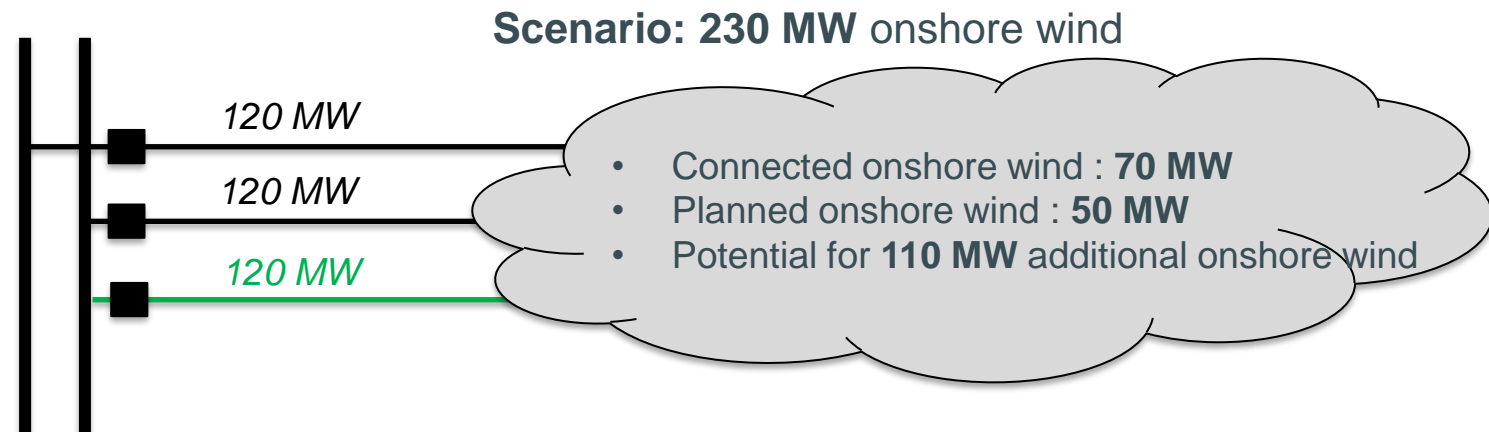 Scenario: 230 MW onshore wind
120 MW
120 MW
120 MW
• Connected onshore wind : 70 MW
• Planned onshore wind : 50 MW
• Potential for 110 MW additional onshore wind